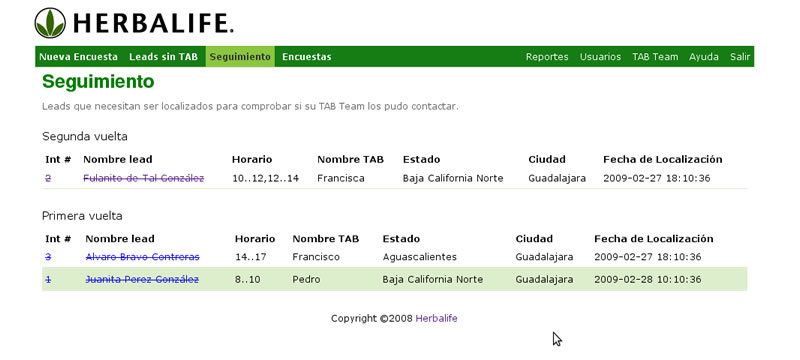 HERBALIFE.
Nueva Encuesta Leads sin TAB Seguimiento Encuestas Reportes Usuarios TAB Team Ayuda Salir
Seguimiento
Leads que necesitan ser localizados para comprobar si su TAB Team los pudo contactar.
Segunda vuelta
Int # Nombre lead Horario Nombre TAB Estado Ciudad Fecha de Localización
2 Fulanito de Tal González 10..12,12..14 Francisca Baja California Norte Guadalajara 2009-02-27 18:10:36
Primera vuelta
Int # Nombre lead Horario Nombre TAB Estado Ciudad Fecha de Localización
3 Alvaro Bravo Contreras 14..17 Francisco Aguascalientes Guadalajara 2009-02-27 18:10:36
1 Juanita Perez González 8..10 Pedro Baja California Norte Guadalajara 2009-02-28 10:10:36
Copyright ©2008 Herbalife